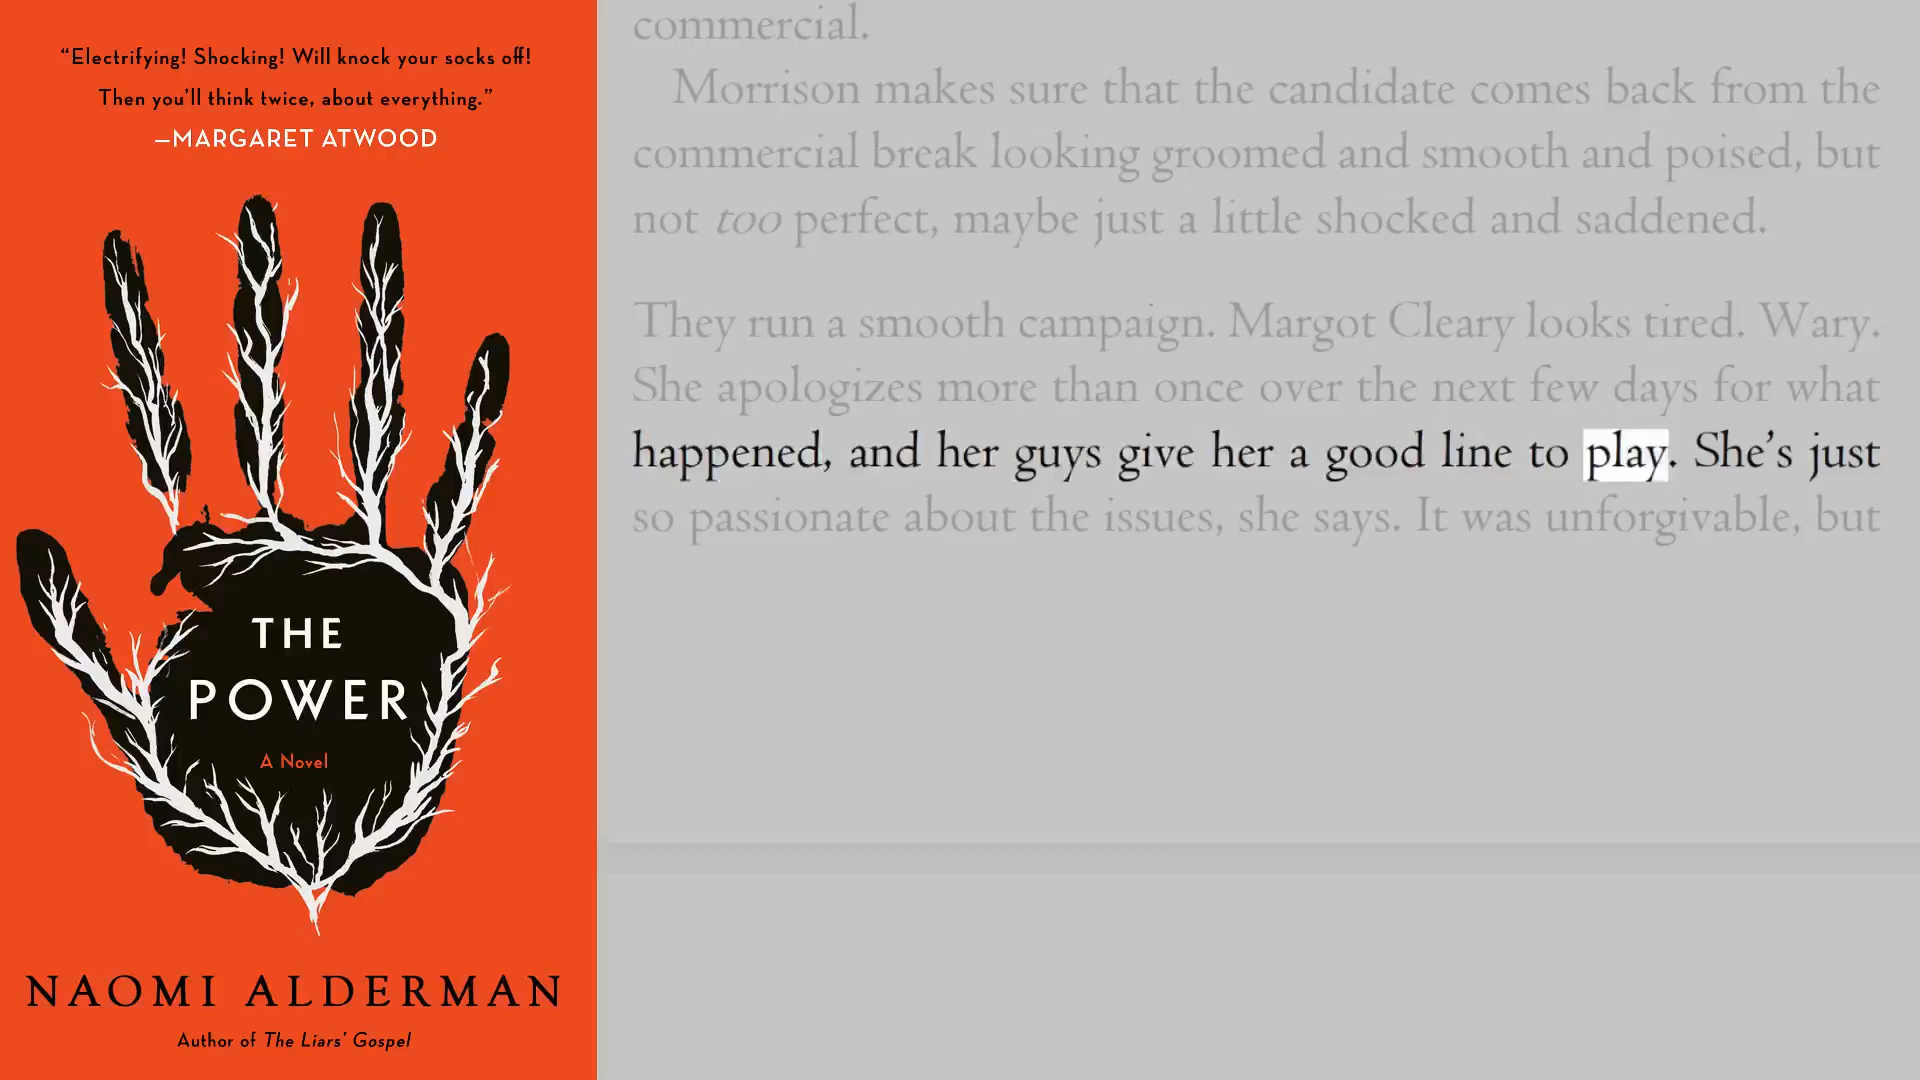 “Electrifying! Shocking! Will knock your socks off!
Then you’ll think twice, about everything.”
—MARGARET ATWOOD
THE
POWER
A Novel
NAOMI ALDERMAN
Author of The Liars’ Gospel
commercial.
Morrison makes sure that the candidate comes back from the
commercial break looking groomed and smooth and poised, but
not too perfect, maybe just a little shocked and saddened.
They run a smooth campaign. Margot Cleary looks tired. Wary.
She apologizes more than once over the next few days for what
happened, and her guys give her a good line to play. She’s just
so passionate about the issues, she says. It was unforgivable, but